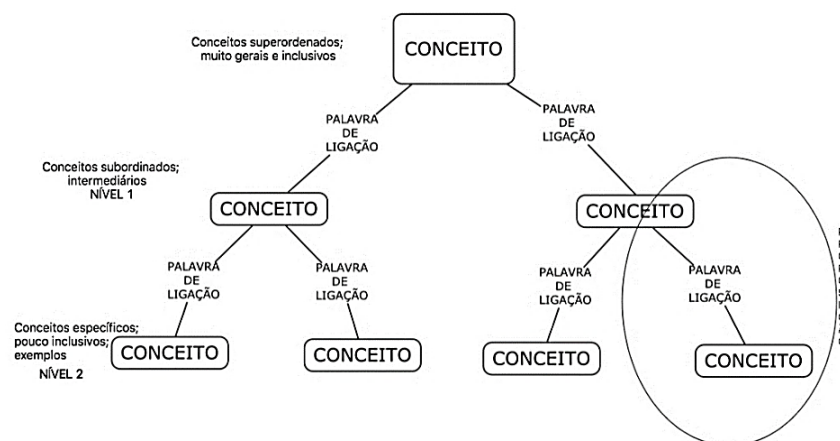 Conceitos superordenados;
muito gerais e inclusivos
CONCEITO
PALAVRA
DE
LIGAÇÃO
PALAVRA
DE
LIGAÇÃO
Conceitos subordinados;
intermediários
NÍVEL 1
CONCEITO
CONCEITO
PALAVRA
DE
LIGAÇÃO
PALAVRA
DE
LIGAÇÃO
PALAVRA
DE
LIGAÇÃO
PALAVRA
DE
LIGAÇÃO
Conceitos específicos;
pouco inclusivos;
exemplos
NÍVEL 2
CONCEITO
CONCEITO
CONCEITO
CONCEITO